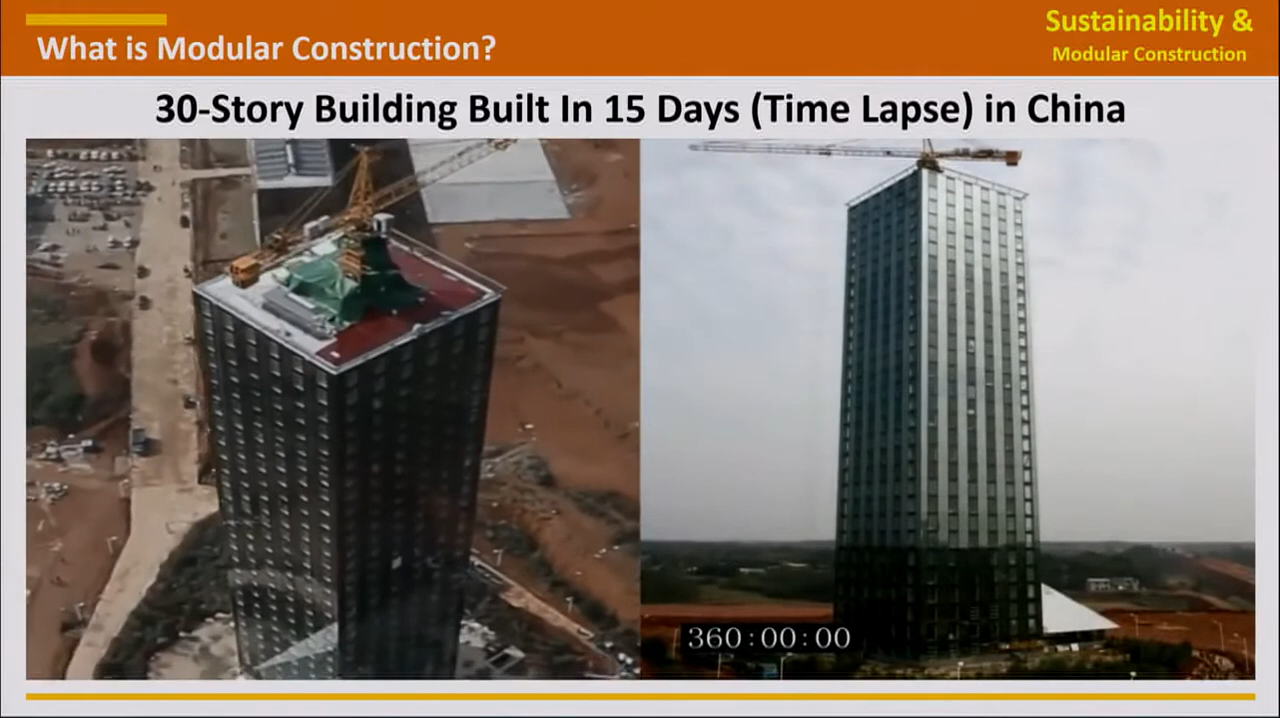 What is Modular Construction?
Sustainability &
Modular Construction
30-Story Building Built In 15 Days (Time Lapse) in China
360:00:00